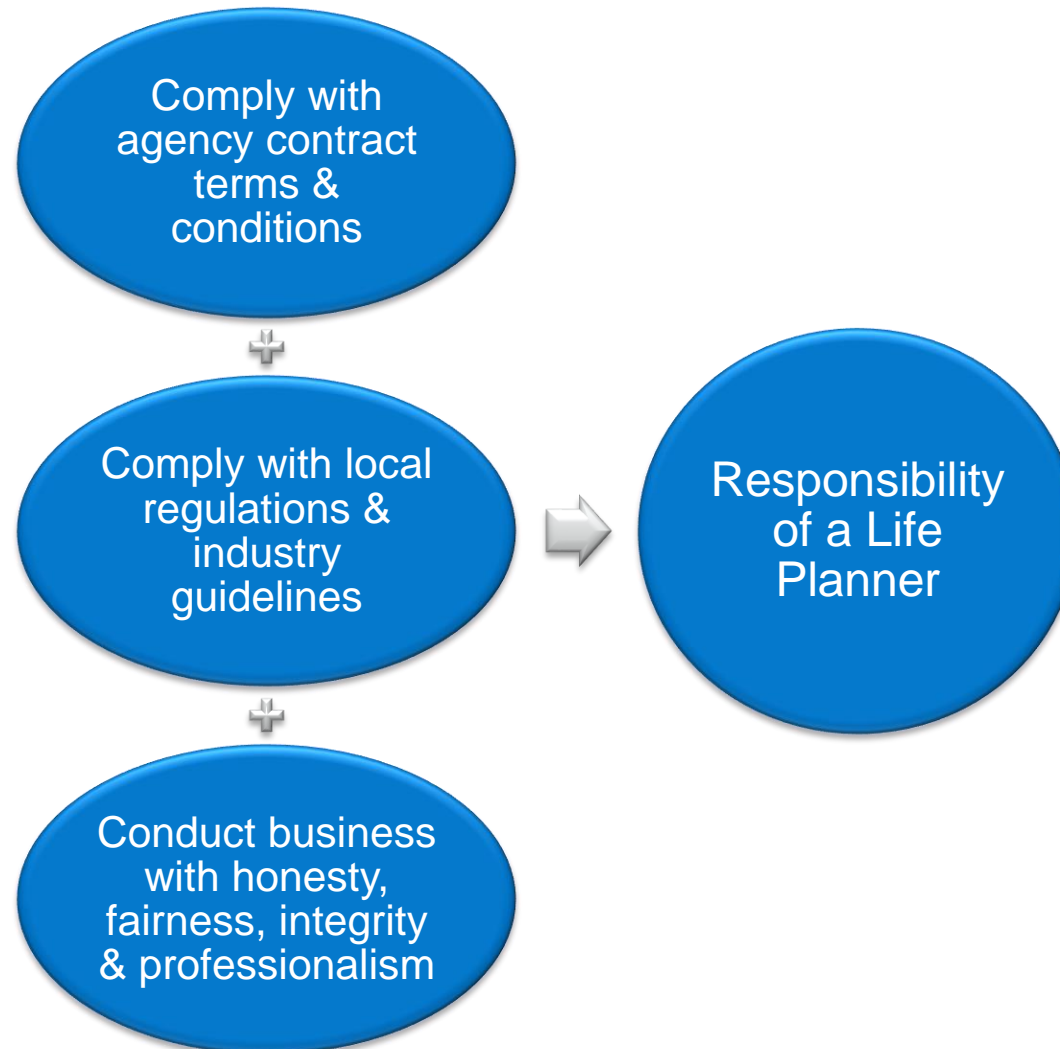 Comply with
agency contract
terms &
conditions
Comply with local
regulations &
industry
guidelines
Conduct business
with honesty,
fairness, integrity
& professionalism
Responsibility
of a Life
Planner